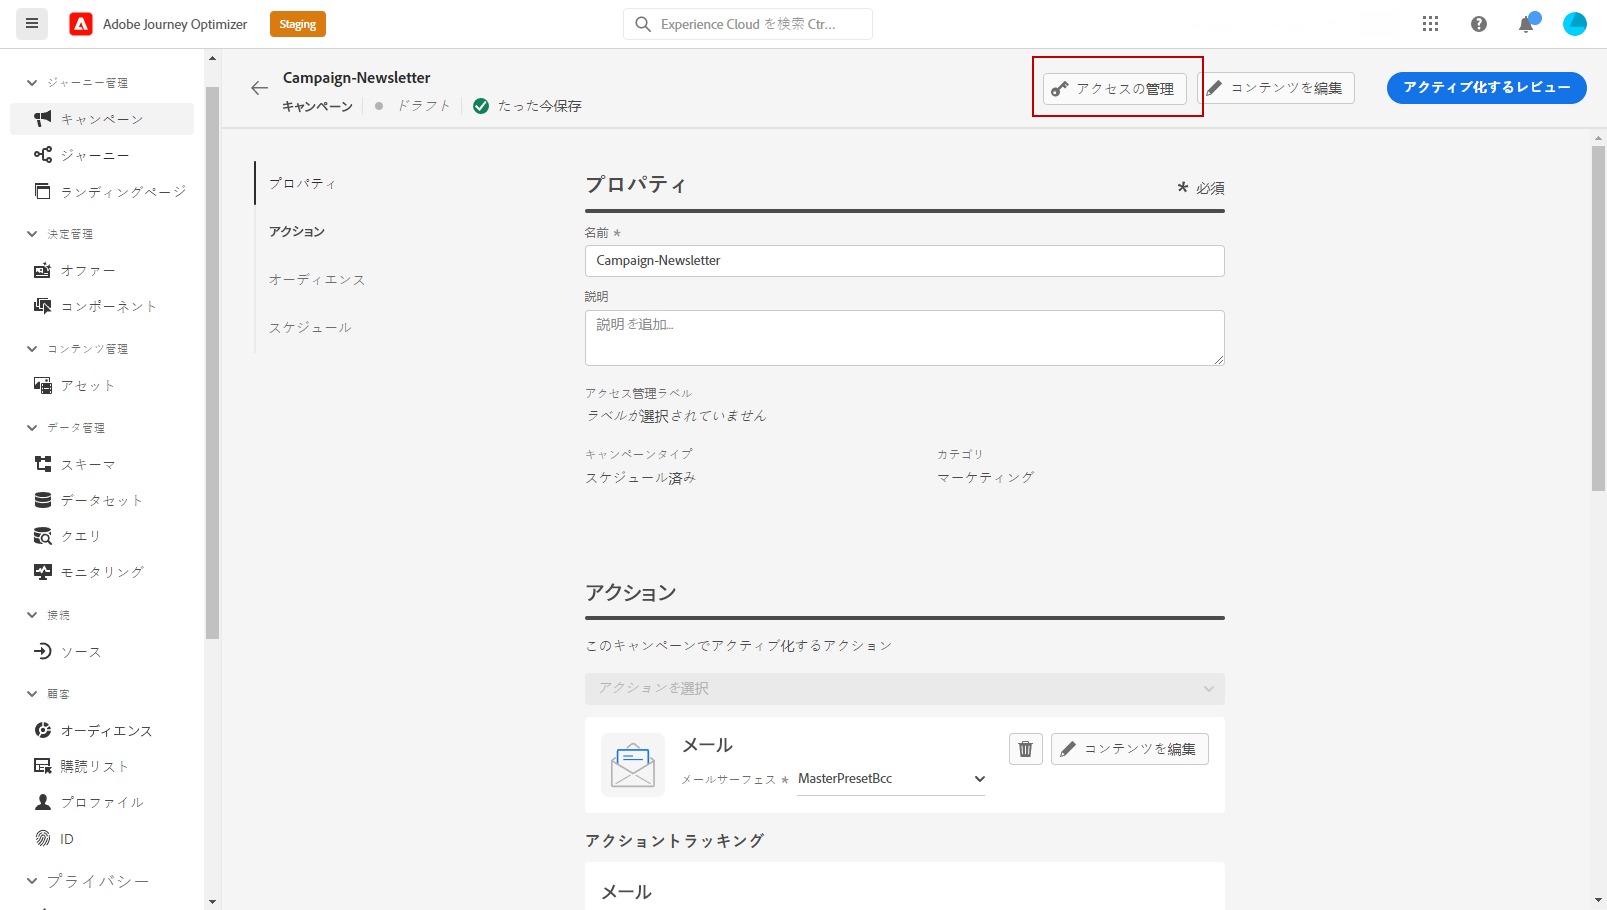 Adobe Journey Optimizer
Staging
Experience Cloud を検索 Ctr...
ジャーニー管理
キャンペーン
ジャーニー
ランディングページ
決定管理
オファー
コンポーネント
コンテンツ管理
アセット
データ管理
スキーマ
データセット
クエリ
モニタリング
接続
ソース
顧客
オーディエンス
購読リスト
プロファイル
ID
プライバシー
Campaign-Newsletter
キャンペーン
ドラフト
たった今保存
アクセスの管理
コンテンツを編集
アクティブ化するレビュー
プロパティ
アクション
オーディエンス
スケジュール
プロパティ
* 必須
名前 *
Campaign-Newsletter
説明
説明を追加...
アクセス管理ラベル
ラベルが選択されていません
キャンペーンタイプ
スケジュール済み
カテゴリ
マーケティング
アクション
このキャンペーンでアクティブ化するアクション
アクションを選択
メール
メールサーフェス * MasterPresetBcc
コンテンツを編集
アクショントラッキング
メール